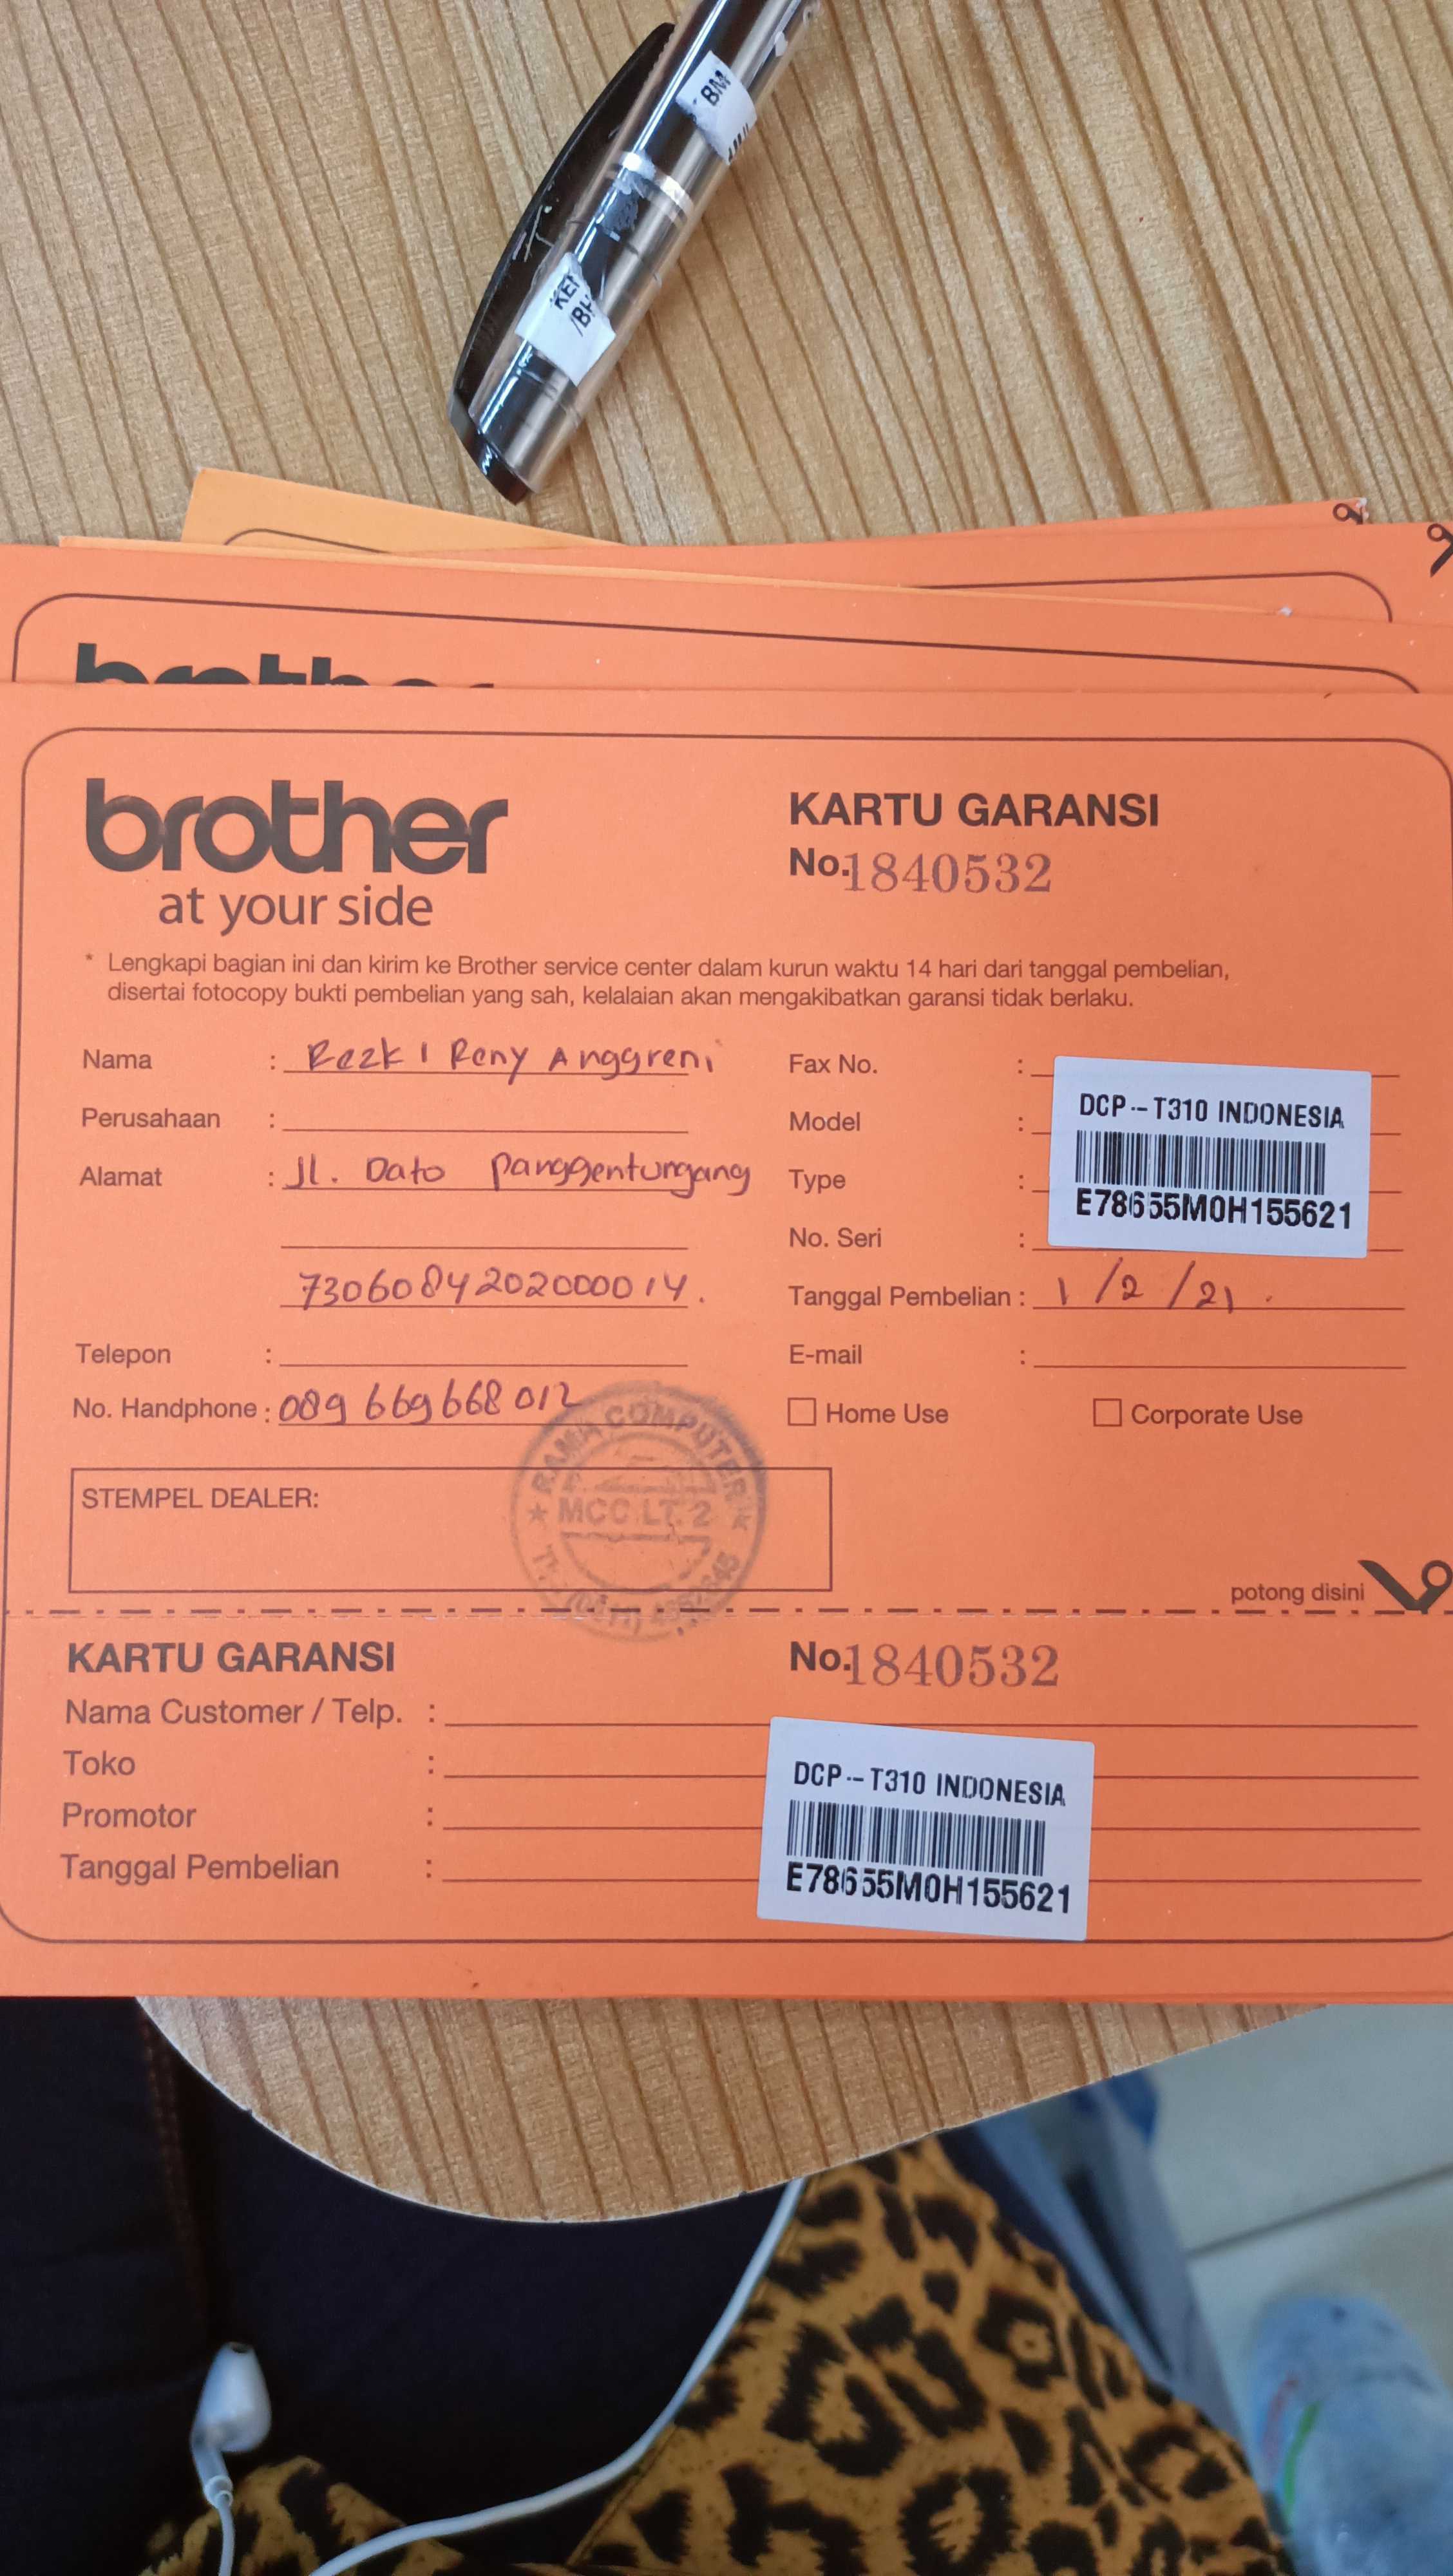 BM
KEN
/BH
brother
brother
at your side
KARTU GARANSI
No.1840532
* Lengkapi bagian ini dan kirim ke Brother service center dalam kurun waktu 14 hari dari tanggal pembelian,
disertai fotocopy bukti pembelian yang sah, kelalaian akan mengakibatkan garansi tidak berlaku.
Nama : Rezki Reny Anggreni
Perusahaan :
Alamat : Jl. Dato Panggentungang
7306084202000014.
Telepon :
No. Handphone : 089 669 668 012
Fax No. :
Model :
Type :
No. Seri :
DCP-T310 INDONESIA
E78655M0H155621
Tanggal Pembelian : 1/2/21.
E-mail :
Home Use
Corporate Use
STEMPEL DEALER:
RAMA COMPUTER
MCC LT. 2
potong disini
KARTU GARANSI
No.1840532
Nama Customer / Telp. :
Toko :
Promotor :
Tanggal Pembelian :
DCP-T310 INDONESIA
E78655M0H155621